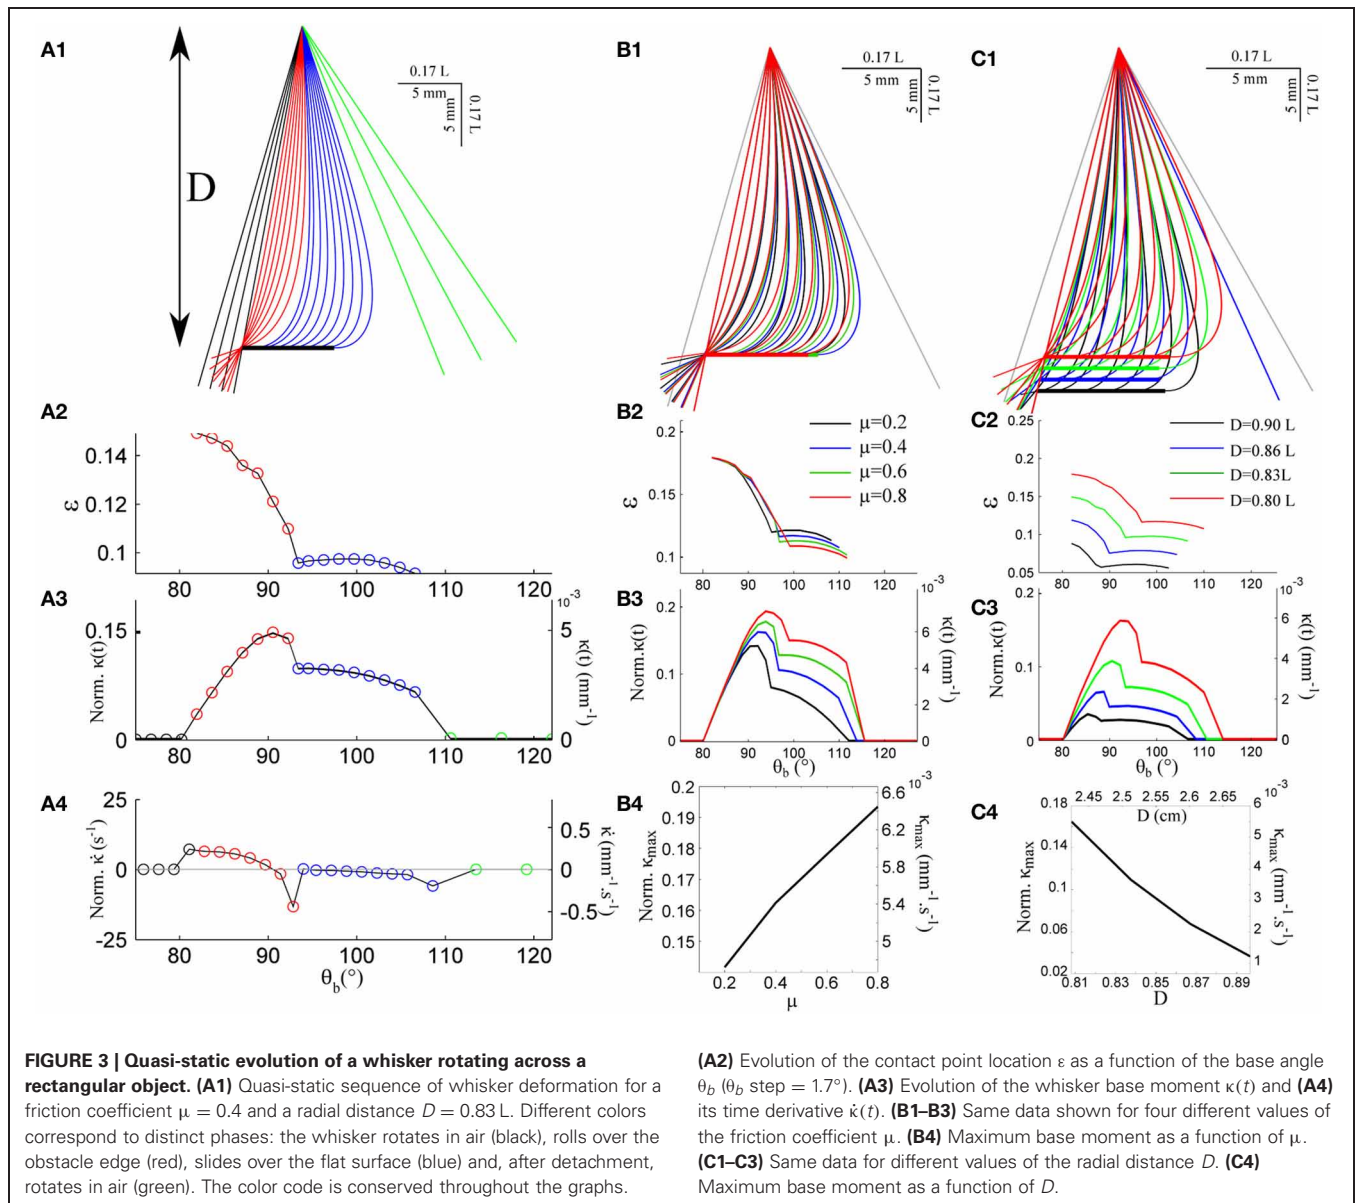 A1
D
0.17 L
5 mm
5 mm
0.17 L
B1
0.17 L
5 mm
5 mm
0.17 L
C1
0.17 L
5 mm
5 mm
0.17 L
A2
0.14
0.12
0.1
ε
80 90 100 110 120
B2
μ=0.2
μ=0.4
μ=0.6
μ=0.8
0.2
0.15
0.1
ε
80 90 100 110 120
C2
D=0.90 L
D=0.86 L
D=0.83L
D=0.80 L
0.25
0.2
0.15
0.1
0.05
ε
80 90 100 110 120
A3
Norm. κ(t)
0.15
0
10⁻³
5
0
κ(t) (mm⁻¹)
80 90 100 110 120
B3
Norm.κ(t)
0.2
0.1
0
10⁻³
8
6
4
2
0
κ(t) (mm⁻¹)
80 90 100 110 120
θb (°)
C3
Norm.κ(t)
0.2
0.1
0
10⁻³
6
4
2
0
κ(t) (mm⁻¹)
80 90 100 110 120
θb (°)
A4
Norm. κ̇ (s⁻¹)
25
0
-25
0.5
0
-0.5
κ̇ (mm⁻¹.s⁻¹)
80 90 100 110 120
θb(°)
B4
Norm. κmax
0.2
0.19
0.18
0.17
0.16
0.15
10⁻³
6.6
6.2
5.8
5.4
5
κmax (mm⁻¹.s⁻¹)
0.2 0.4 0.6 0.8
μ
C4
Norm. κmax
0.18
0.14
0.1
0.06
0.02
2.45 2.5 2.55 2.6 2.65
D (cm)
10⁻³
6
5
4
3
2
1
κmax (mm⁻¹.s⁻¹)
0.81 0.83 0.85 0.87 0.89
D
FIGURE 3 | Quasi-static evolution of a whisker rotating across a
rectangular object. (A1) Quasi-static sequence of whisker deformation for a
friction coefficient μ = 0.4 and a radial distance D = 0.83 L. Different colors
correspond to distinct phases: the whisker rotates in air (black), rolls over the
obstacle edge (red), slides over the flat surface (blue) and, after detachment,
rotates in air (green). The color code is conserved throughout the graphs.
(A2) Evolution of the contact point location ε as a function of the base angle
θb (θb step = 1.7°). (A3) Evolution of the whisker base moment κ(t) and (A4)
its time derivative κ̇(t). (B1–B3) Same data shown for four different values of
the friction coefficient μ. (B4) Maximum base moment as a function of μ.
(C1–C3) Same data for different values of the radial distance D. (C4)
Maximum base moment as a function of D.